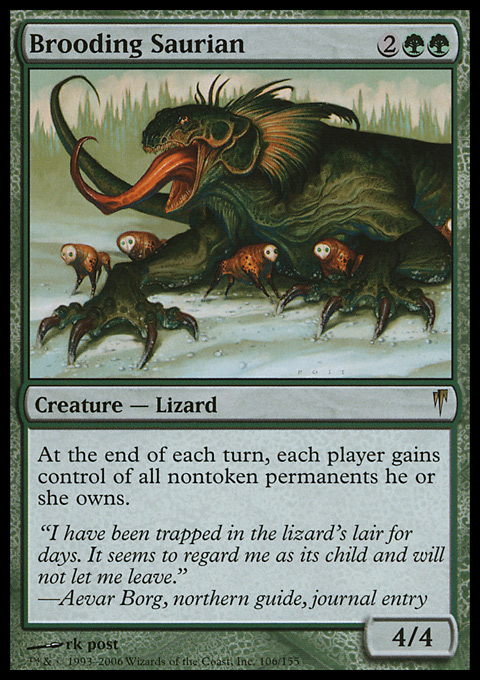 Brooding Saurian 2
POIT
Creature — Lizard
At the end of each turn, each player gains
control of all nontoken permanents he or
she owns.
“I have been trapped in the lizard’s lair for
days. It seems to regard me as its child and will
not let me leave.”
—Aevar Borg, northern guide, journal entry
rk post
4/4
™ & © 1993–2006 Wizards of the Coast, Inc. 106/155